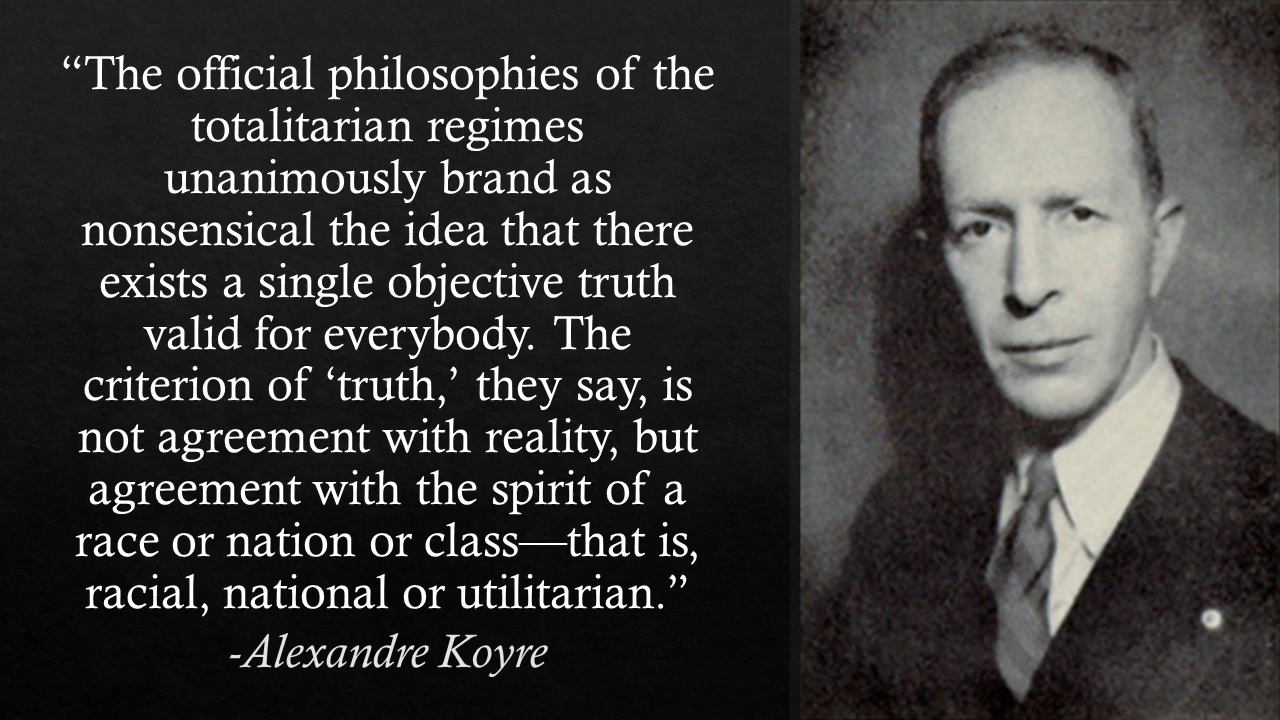 “The official philosophies of the
totalitarian regimes
unanimously brand as
nonsensical the idea that there
exists a single objective truth
valid for everybody. The
criterion of ‘truth,’ they say, is
not agreement with reality, but
agreement with the spirit of a
race or nation or class—that is,
racial, national or utilitarian.”
-Alexandre Koyre